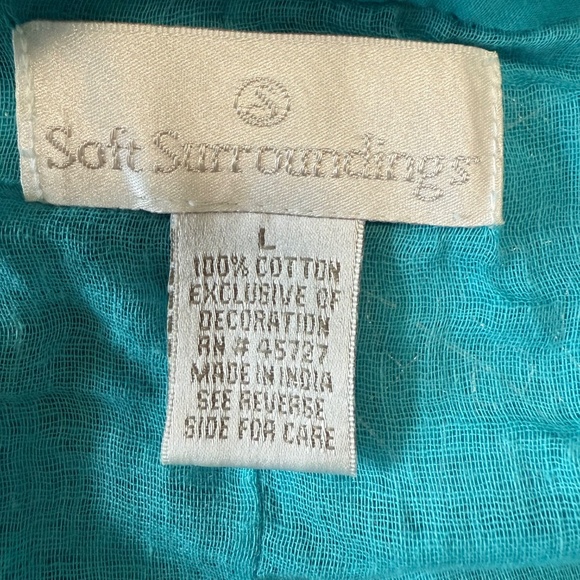 S
Soft Surroundings
L
100% COTTON
EXCLUSIVE OF
DECORATION
RN # 45727
MADE IN INDIA
SEE REVERSE
SIDE FOR CARE